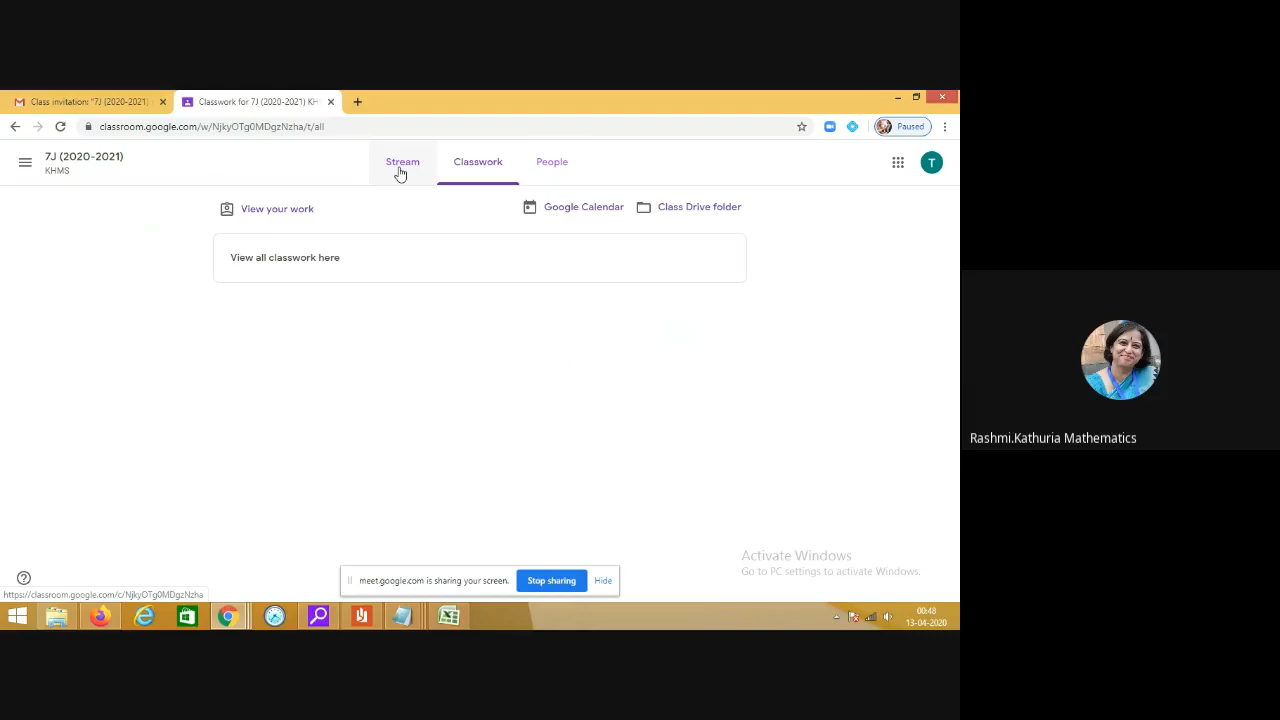 Class invitation: "7J (2020-2021)
Classwork for 7J (2020-2021) KH
classroom.google.com/w/NjkyOTg0MDgzNzha/t/all
Paused
7J (2020-2021)
KHMS
Stream
Classwork
People
T
View your work
Google Calendar
Class Drive folder
View all classwork here
Rashmi.Kathuria Mathematics
Activate Windows
Go to PC settings to activate Windows.
meet.google.com is sharing your screen.
Stop sharing
Hide
https://classroom.google.com/c/NjkyOTg0MDgzNzha
00:48
13-04-2020